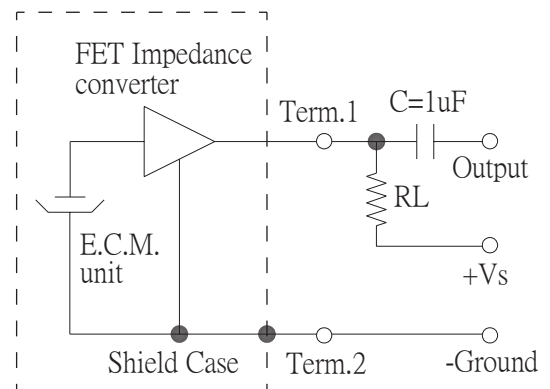 FET Impedance
converter
Term.1
C=1uF
Output
RL
E.C.M.
unit
+Vs
Shield Case
Term.2
-Ground